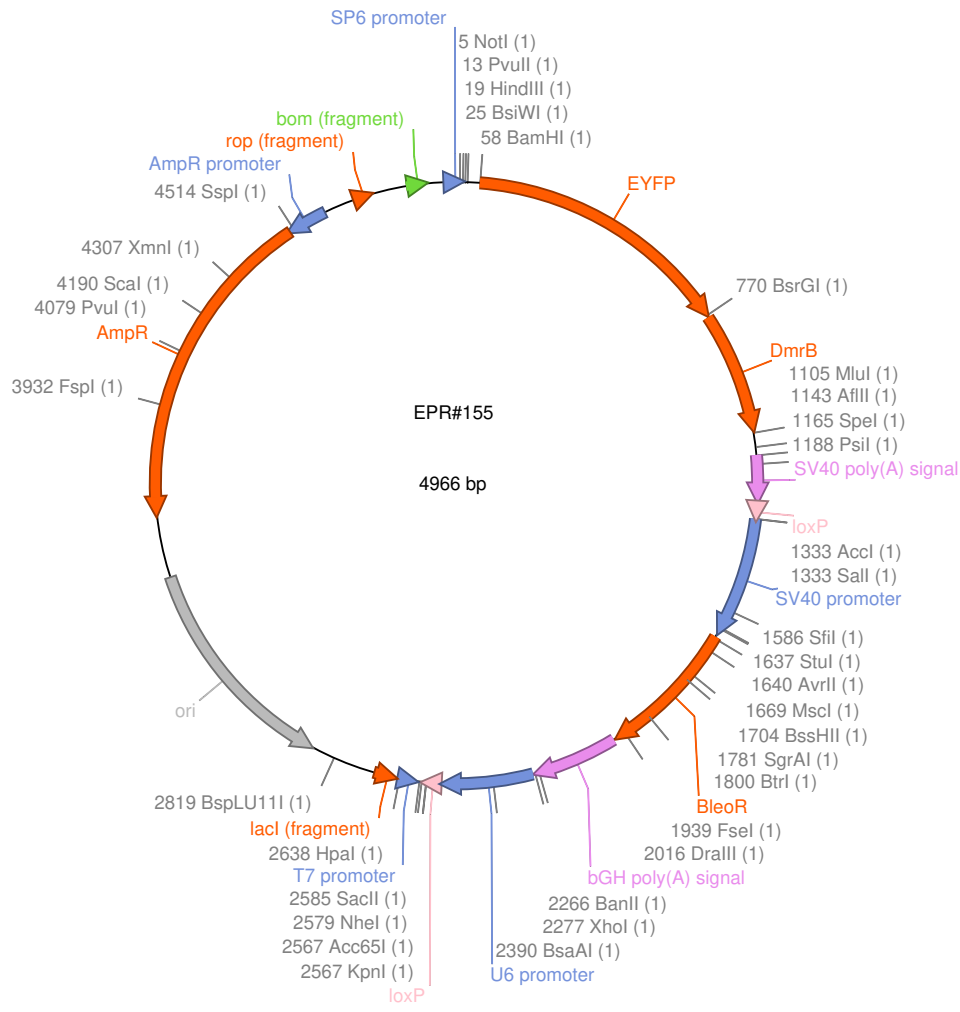 SP6 promoter
5 NotI (1)
13 PvuII (1)
19 HindIII (1)
25 BsiWI (1)
58 BamHI (1)
bom (fragment)
rop (fragment)
AmpR promoter
4514 SspI (1)
EYFP
4307 XmnI (1)
4190 ScaI (1)
4079 PvuI (1)
AmpR
3932 FspI (1)
770 BsrGI (1)
DmrB
1105 MluI (1)
1143 AflII (1)
1165 SpeI (1)
1188 PsiI (1)
SV40 poly(A) signal
loxP
EPR#155
4966 bp
1333 AccI (1)
1333 SalI (1)
SV40 promoter
1586 SfiI (1)
1637 StuI (1)
1640 AvrII (1)
1669 MscI (1)
1704 BssHII (1)
1781 SgrAI (1)
1800 BtrI (1)
BleoR
1939 FseI (1)
2016 DraIII (1)
bGH poly(A) signal
2266 BanII (1)
2277 XhoI (1)
2390 BsaAI (1)
U6 promoter
ori
2819 BspLU11I (1)
lacI (fragment)
2638 HpaI (1)
T7 promoter
2585 SacII (1)
2579 NheI (1)
2567 Acc65I (1)
2567 KpnI (1)
loxP